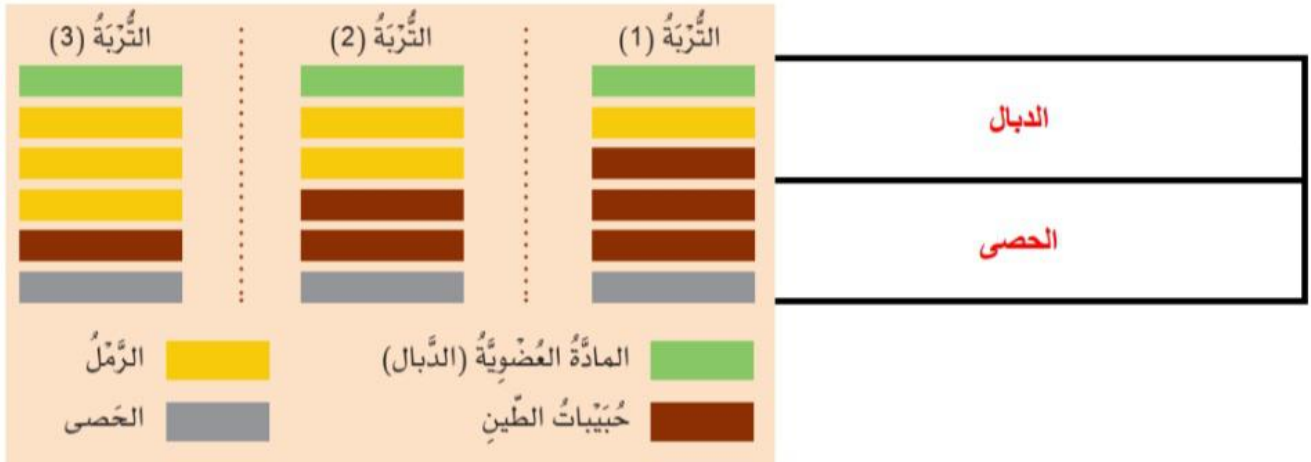 التُّرْبَةُ (1) التُّرْبَةُ (2) التُّرْبَةُ (3)
الدبال
الحصى
المادَّةُ العُضْوِيَّةُ (الدَّبال) الرَّمْلُ
حُبَيْباتُ الطّينِ الحَصى